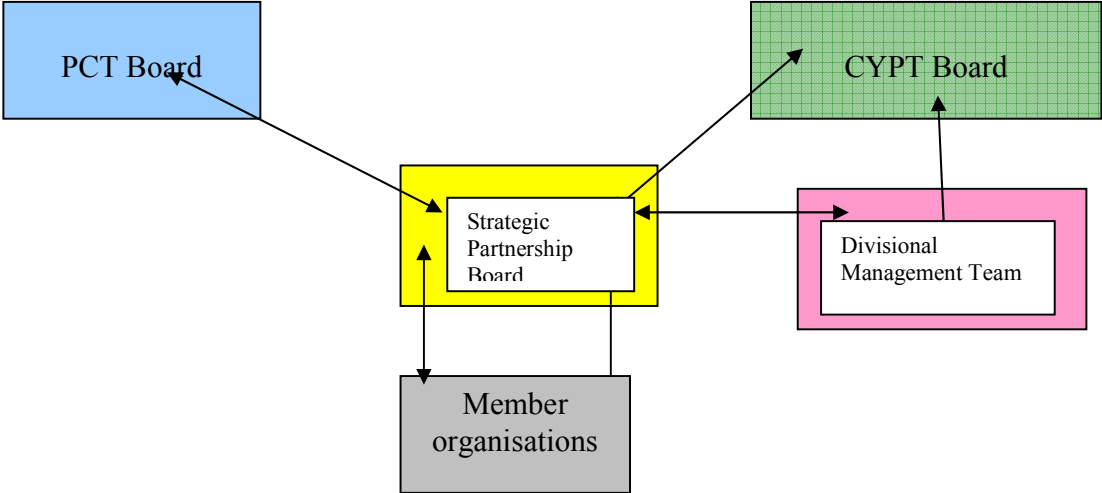 PCT Board
CYPT Board
Strategic
Partnership
Board
Divisional
Management Team
Member
organisations